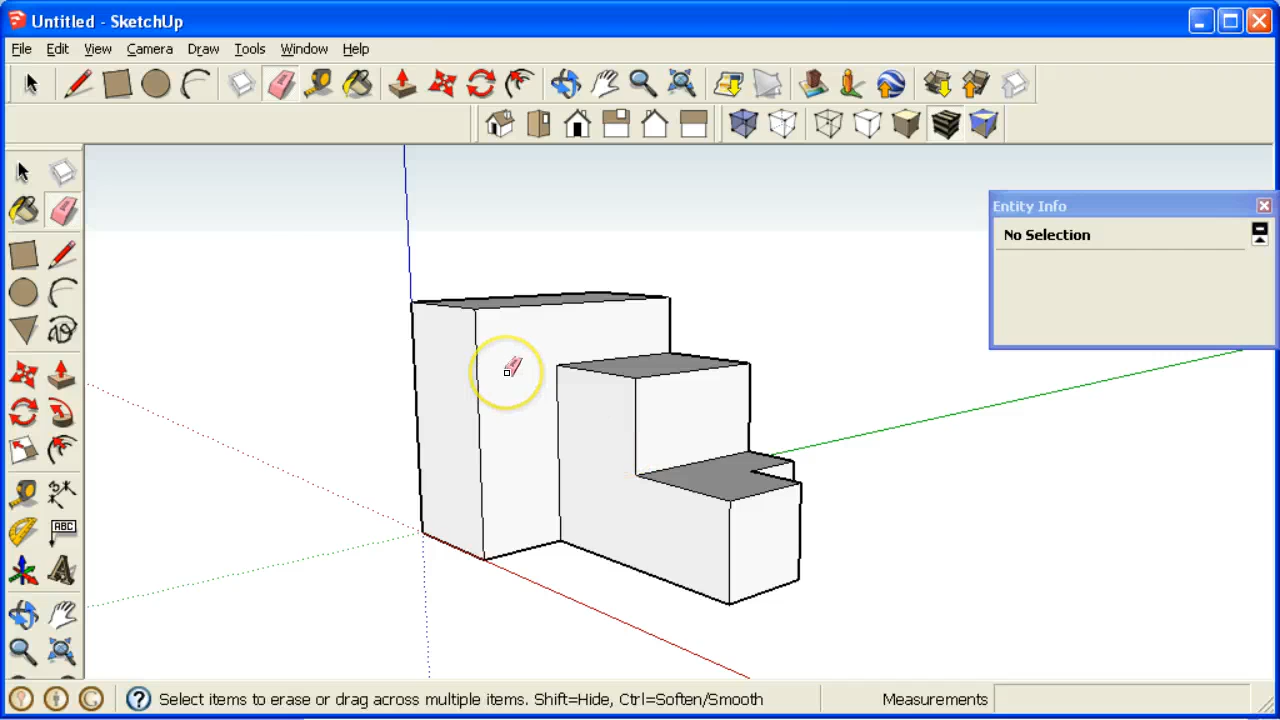 Untitled - SketchUp
File Edit View Camera Draw Tools Window Help
Entity Info
No Selection
ABC
Select items to erase or drag across multiple items. Shift=Hide, Ctrl=Soften/Smooth
Measurements